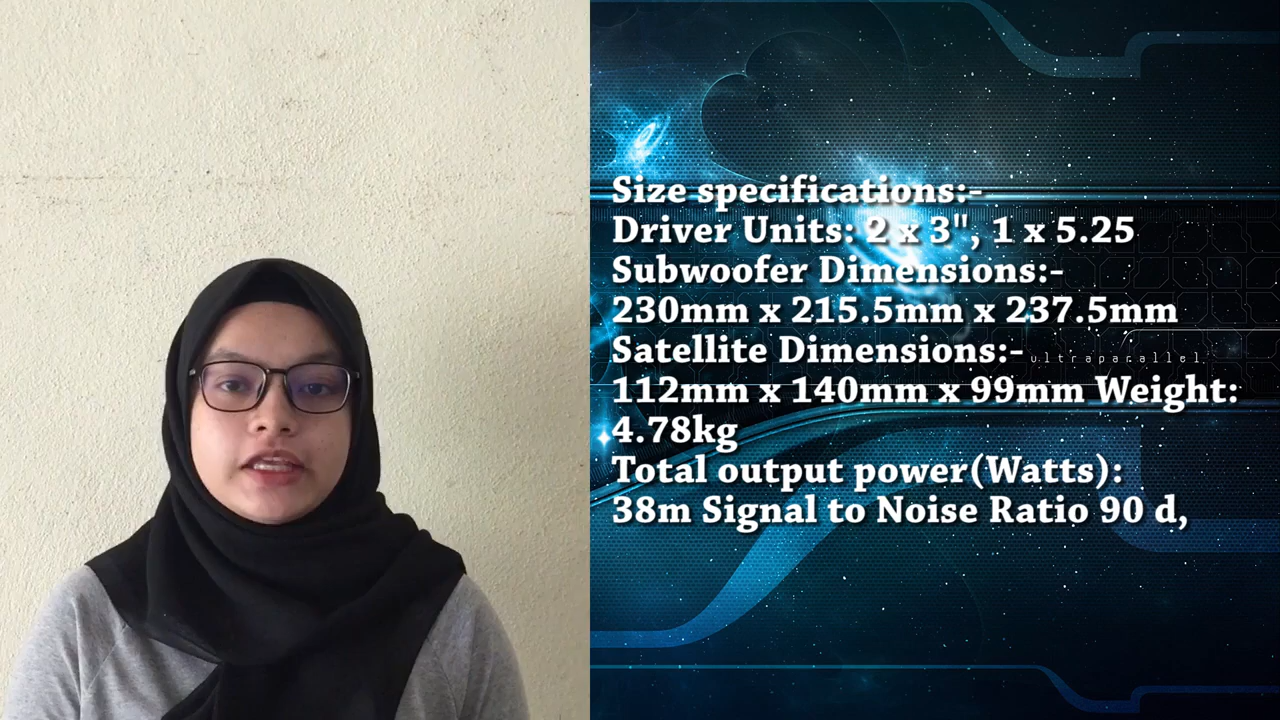 Size specifications:-
Driver Units: 2 x 3", 1 x 5.25
Subwoofer Dimensions:-
230mm x 215.5mm x 237.5mm
Satellite Dimensions:-
ultraparallel
112mm x 140mm x 99mm Weight:
4.78kg
Total output power(Watts):
38m Signal to Noise Ratio 90 d,